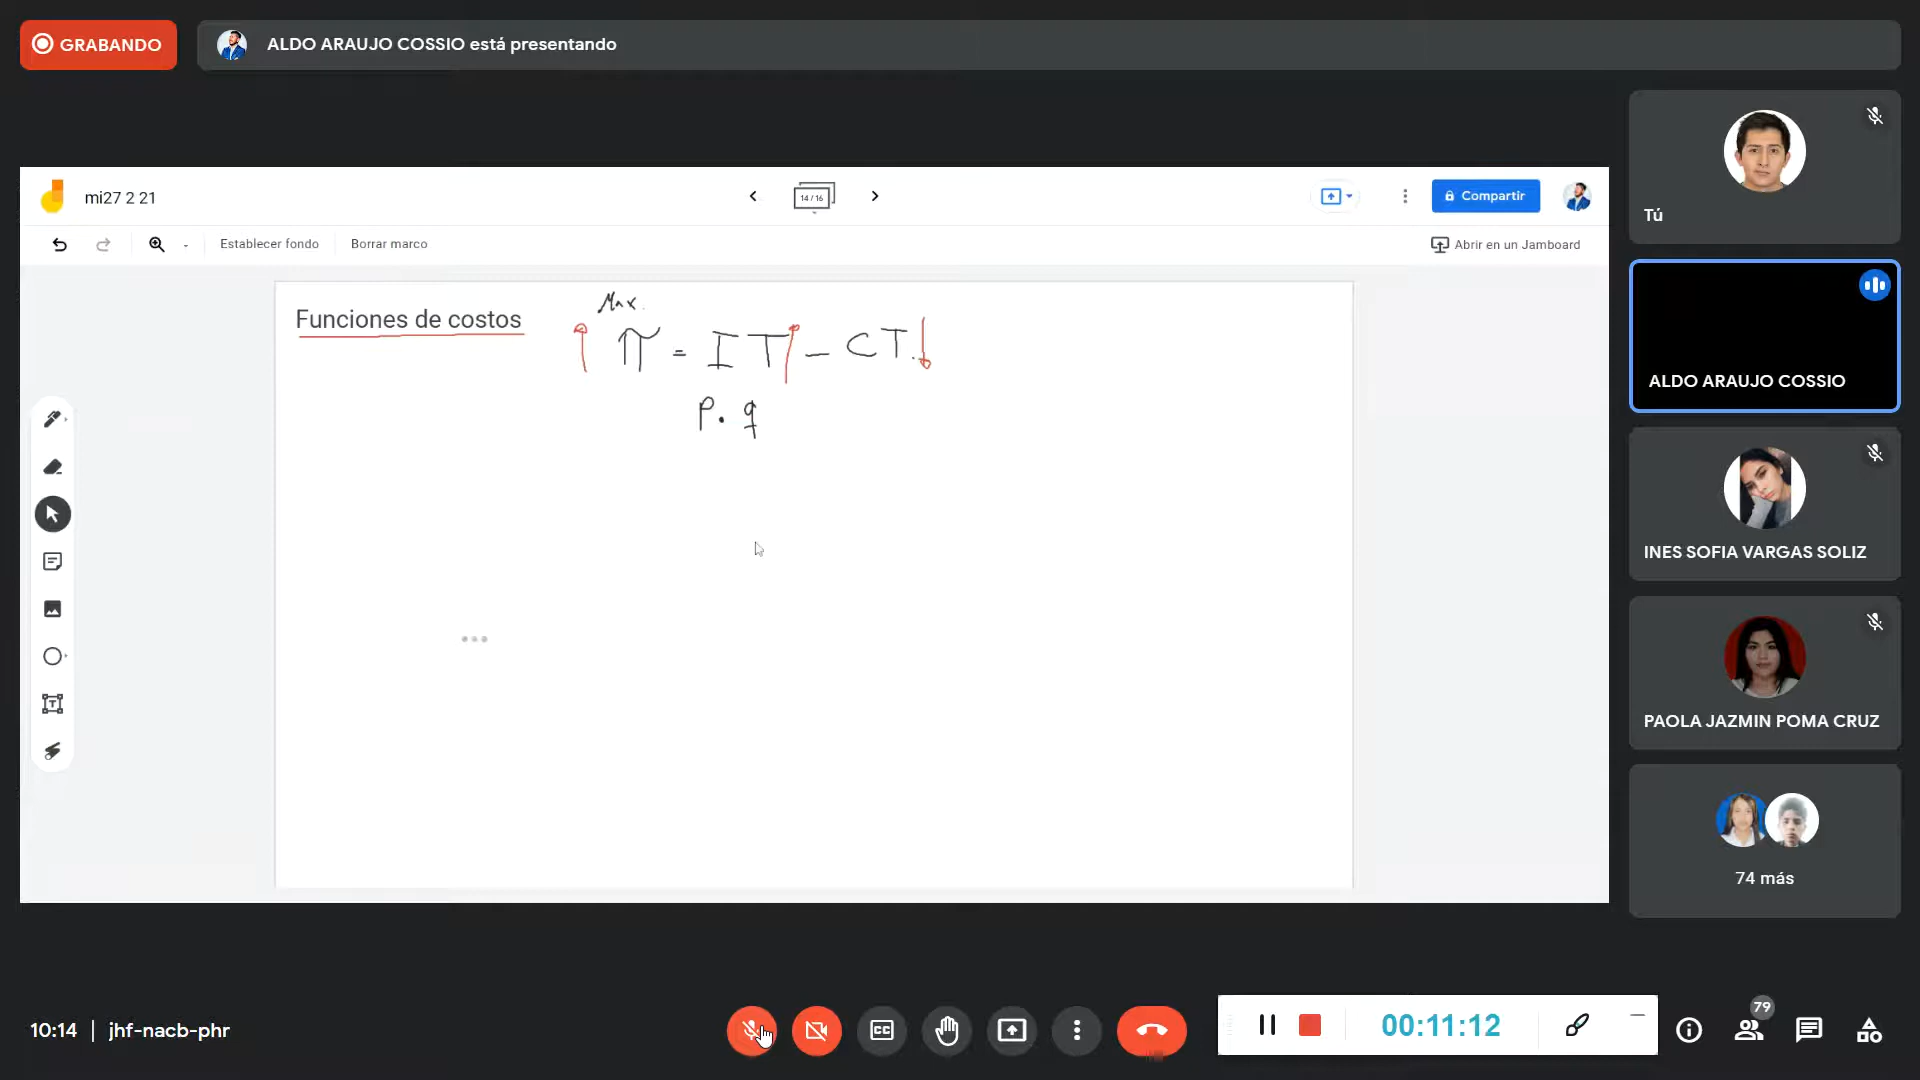 GRABANDO
ALDO ARAUJO COSSIO está presentando
mi27 2 21
14 / 16
Compartir
Establecer fondo
Borrar marco
Abrir en un Jamboard
Funciones de costos
Max.
π = IT - CT.
P. q
Tú
ALDO ARAUJO COSSIO
INES SOFIA VARGAS SOLIZ
PAOLA JAZMIN POMA CRUZ
74 más
10:14 | jhf-nacb-phr
00:11:12
79